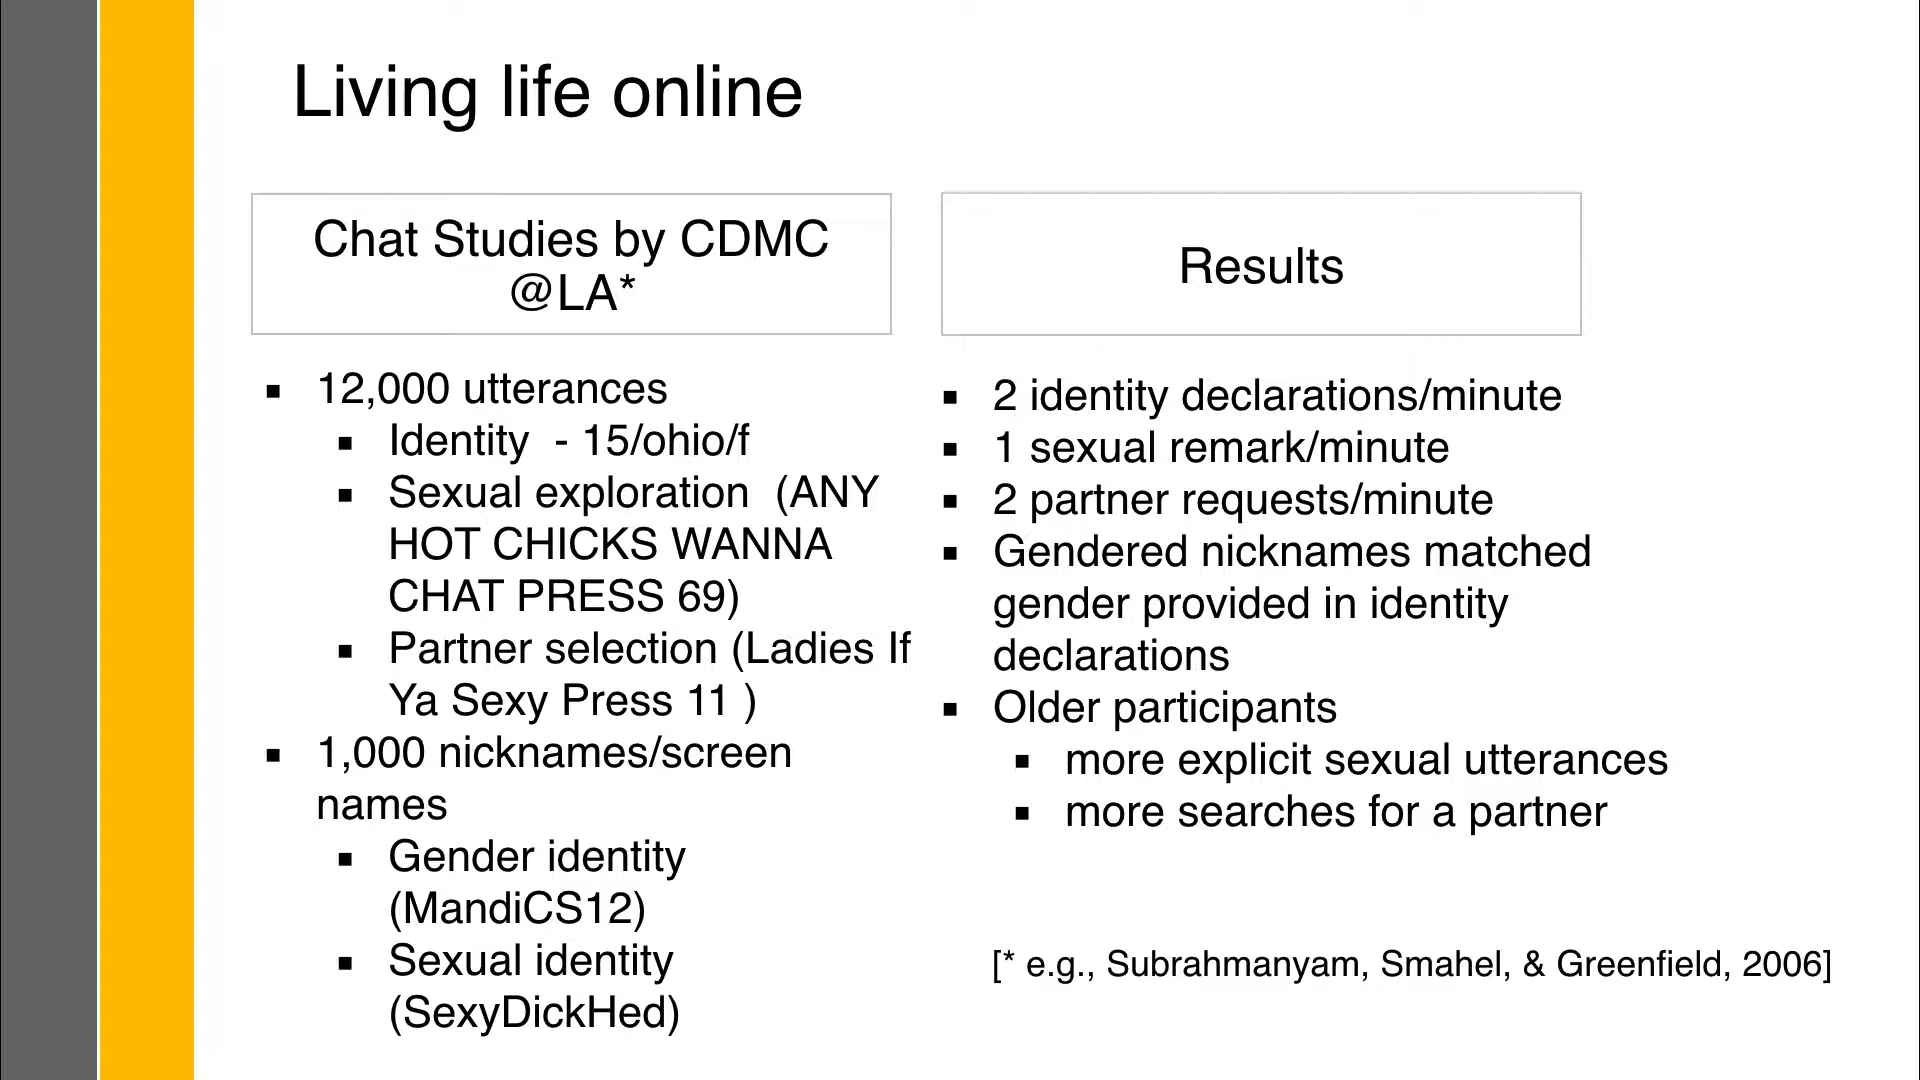 Living life online
Chat Studies by CDMC
@LA*
▪ 12,000 utterances
▪ Identity - 15/ohio/f
▪ Sexual exploration (ANY
HOT CHICKS WANNA
CHAT PRESS 69)
▪ Partner selection (Ladies If
Ya Sexy Press 11 )
▪ 1,000 nicknames/screen
names
▪ Gender identity
(MandiCS12)
▪ Sexual identity
(SexyDickHed)
Results
▪ 2 identity declarations/minute
▪ 1 sexual remark/minute
▪ 2 partner requests/minute
▪ Gendered nicknames matched
gender provided in identity
declarations
▪ Older participants
▪ more explicit sexual utterances
▪ more searches for a partner
[* e.g., Subrahmanyam, Smahel, & Greenfield, 2006]